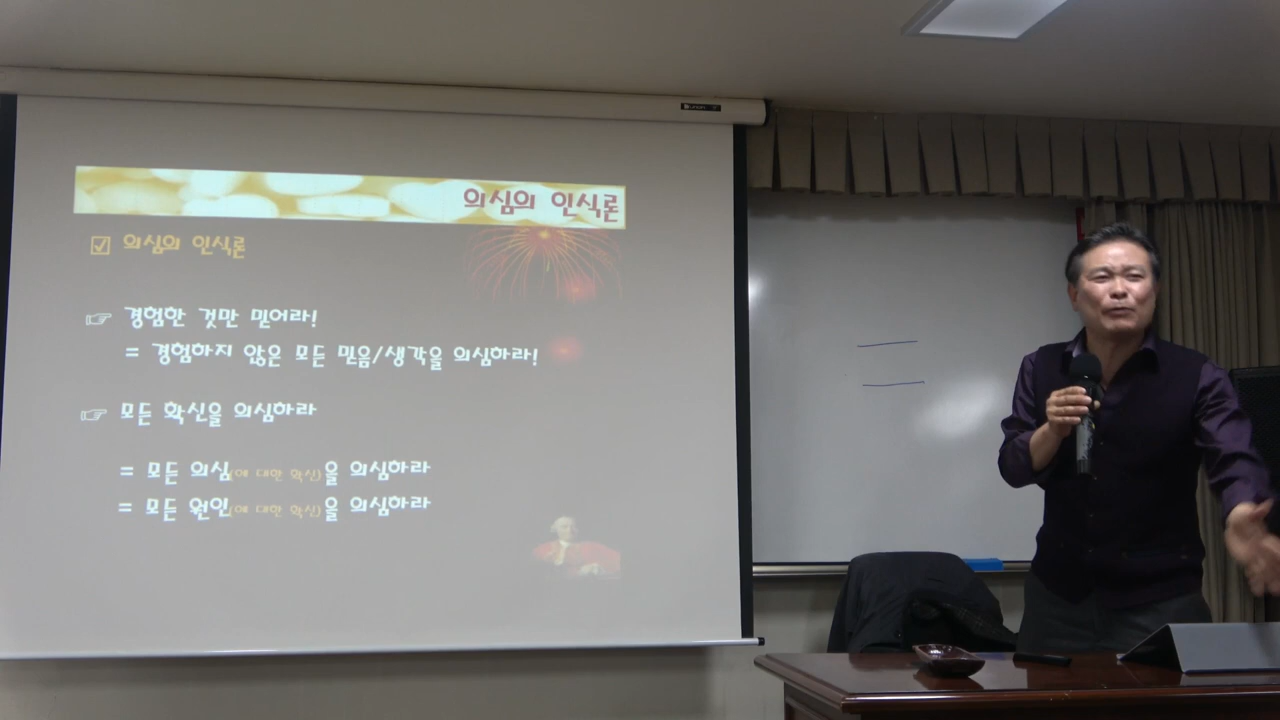 의심의 인식론
☑ 의심의 인식론
☞ 경험한 것만 믿어라!
= 경험하지 않은 모든 믿음/생각을 의심하라!
☞ 모든 확신을 의심하라
= 모든 의심(에 대한 확신)을 의심하라
= 모든 원인(에 대한 확신)을 의심하라